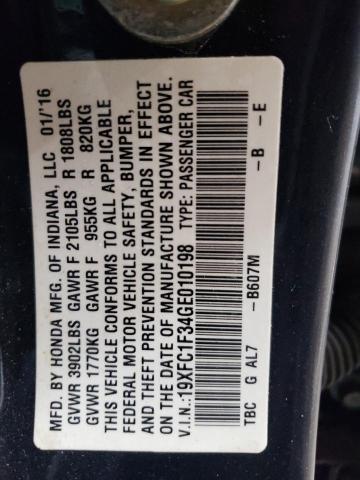 MFD. BY HONDA MFG. OF INDIANA, LLC 01/'16
GVWR 3902LBS GAWR F 2105LBS R 1808LBS
GVWR 1770KG GAWR F 955KG R 820KG
THIS VEHICLE CONFORMS TO ALL APPLICABLE
FEDERAL MOTOR VEHICLE SAFETY, BUMPER,
AND THEFT PREVENTION STANDARDS IN EFFECT
ON THE DATE OF MANUFACTURE SHOWN ABOVE.
V.I.N.:19XFC1F34GE010198 TYPE: PASSENGER CAR
-B607M -B -E
TBC G AL7